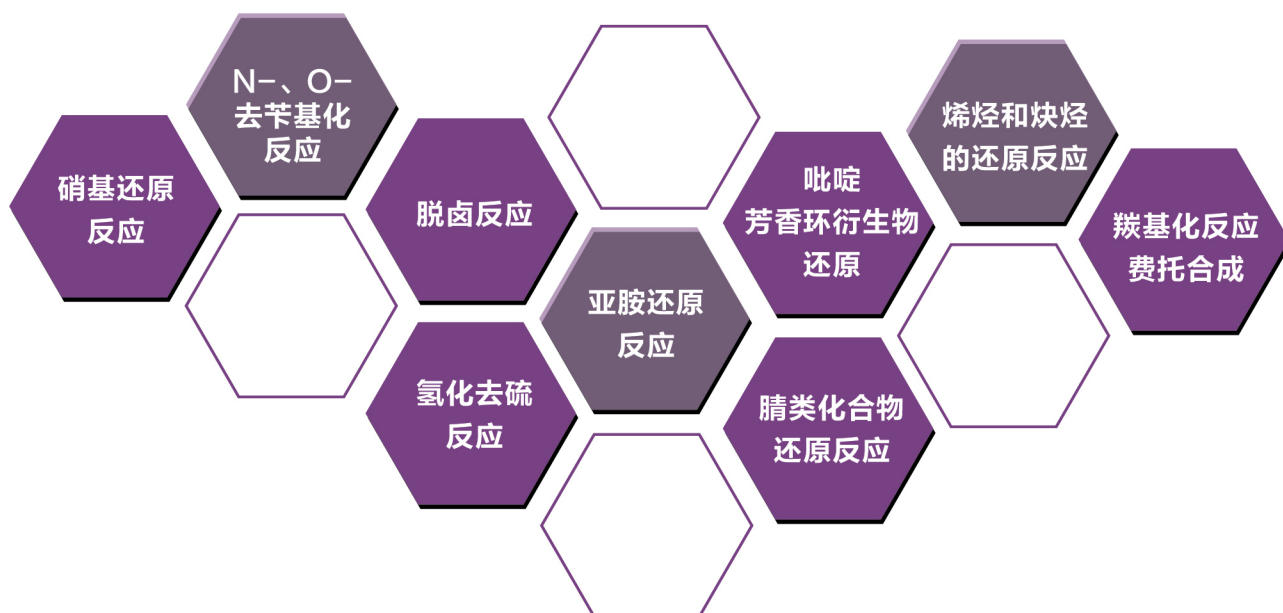 硝基还原
反应
N-、O-
去苄基化
反应
脱卤反应
氢化去硫
反应
亚胺还原
反应
吡啶
芳香环衍生物
还原
腈类化合物
还原反应
烯烃和炔烃
的还原反应
羰基化反应
费托合成